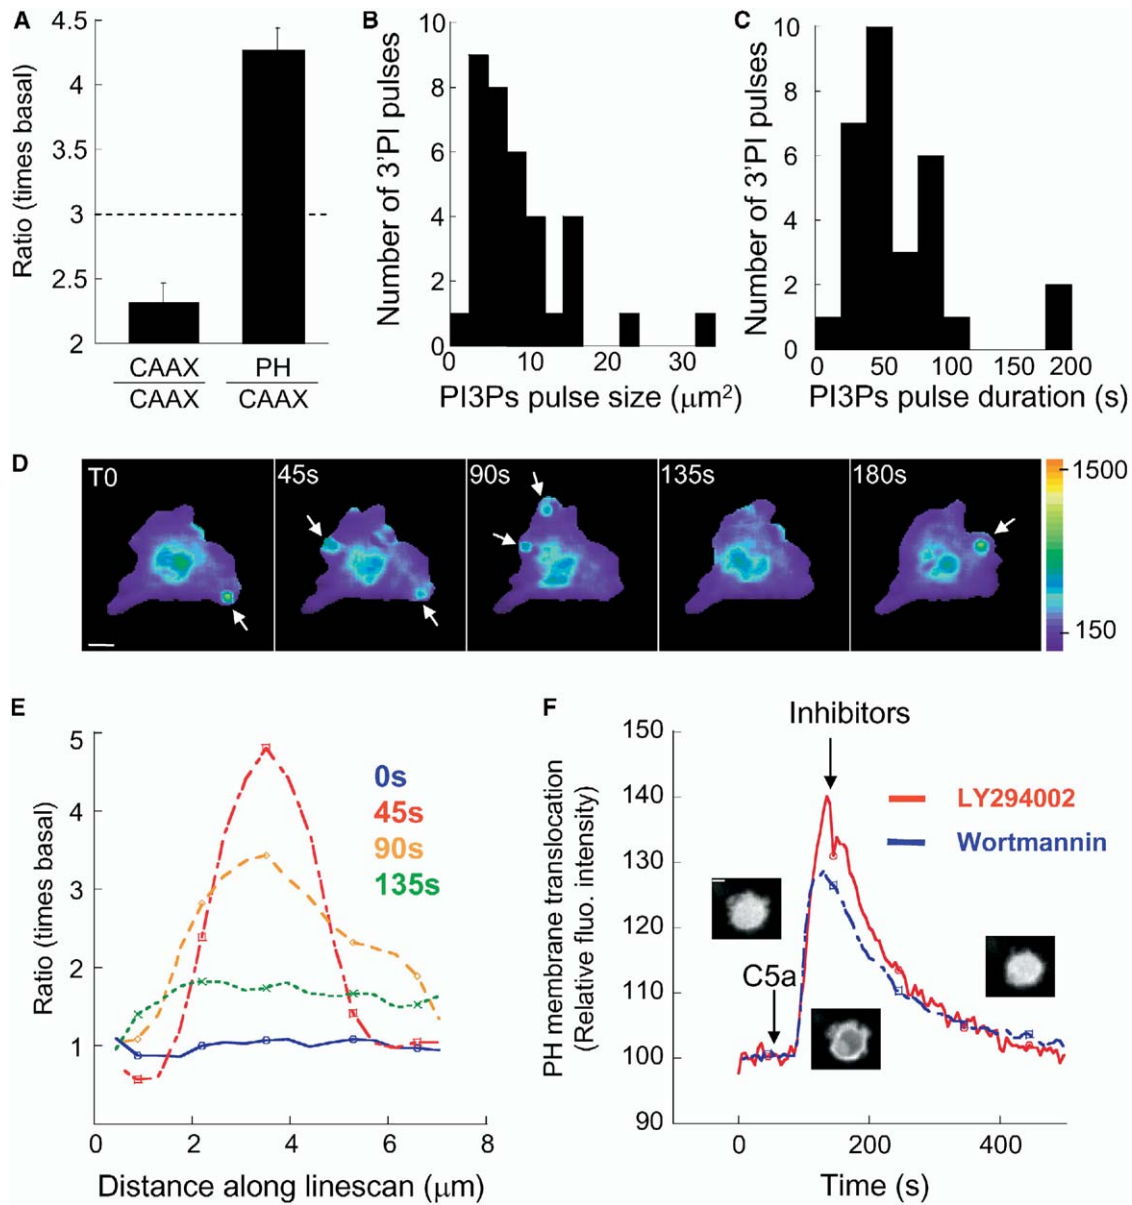 A
Ratio (times basal)
4.5
4
3.5
3
2.5
2
CAAX
CAAX
PH
CAAX
B
Number of 3'PI pulses
10
8
6
4
2
0
0 10 20 30
PI3Ps pulse size (μm²)
C
Number of 3'PI pulses
10
8
6
4
2
0
0 50 100 150 200
PI3Ps pulse duration (s)
D
T0
45s
90s
135s
180s
1500
150
E
Ratio (times basal)
5
4
3
2
1
0s
45s
90s
135s
0 2 4 6 8
Distance along linescan (μm)
F
PH membrane translocation
(Relative fluo. intensity)
150
140
130
120
110
100
90
Inhibitors
LY294002
Wortmannin
C5a
0 200 400
Time (s)